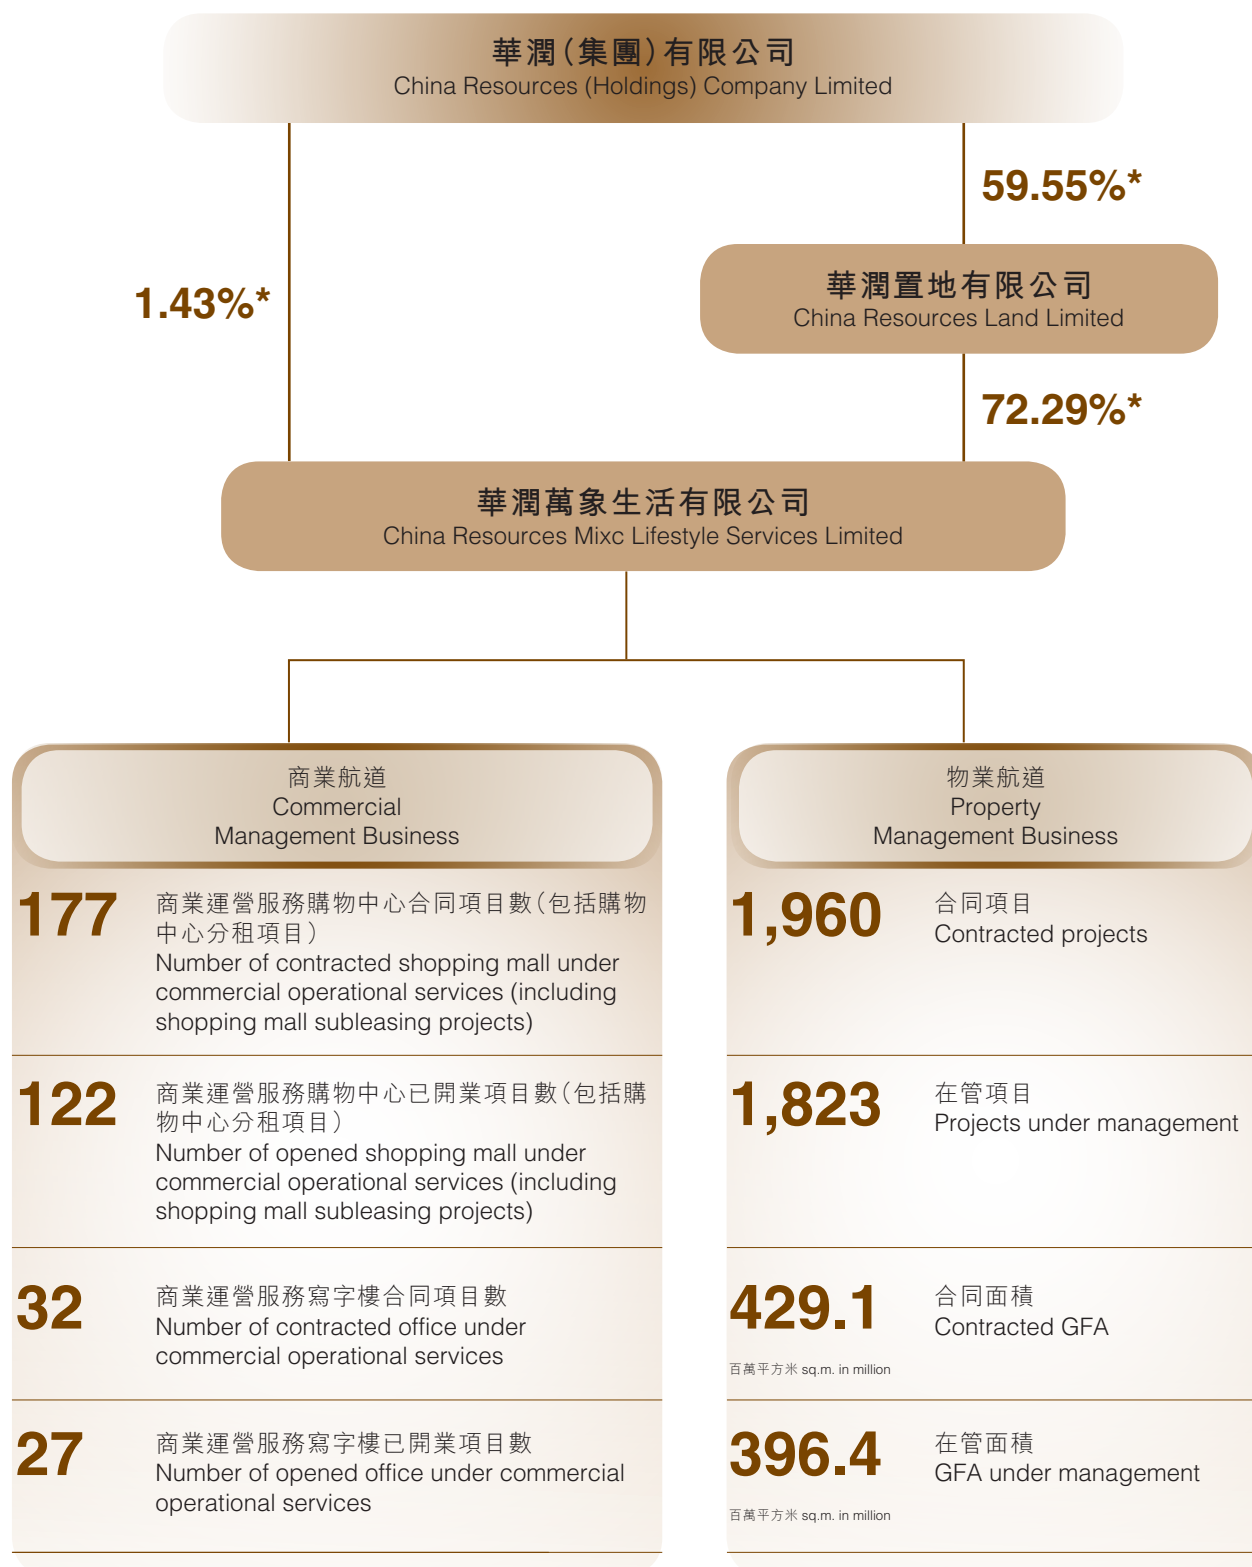 華潤(集團)有限公司
China Resources (Holdings) Company Limited
59.55%*
1.43%*
華潤置地有限公司
China Resources Land Limited
72.29%*
華潤萬象生活有限公司
China Resources Mixc Lifestyle Services Limited
商業航道
Commercial
Management Business
177
商業運營服務購物中心合同項目數(包括購物
中心分租項目)
Number of contracted shopping mall under
commercial operational services (including
shopping mall subleasing projects)
122
商業運營服務購物中心已開業項目數(包括購
物中心分租項目)
Number of opened shopping mall under
commercial operational services (including
shopping mall subleasing projects)
32
商業運營服務寫字樓合同項目數
Number of contracted office under
commercial operational services
27
商業運營服務寫字樓已開業項目數
Number of opened office under commercial
operational services
物業航道
Property
Management Business
1,960
合同項目
Contracted projects
1,823
在管項目
Projects under management
429.1
百萬平方米 sq.m. in million
合同面積
Contracted GFA
396.4
百萬平方米 sq.m. in million
在管面積
GFA under management